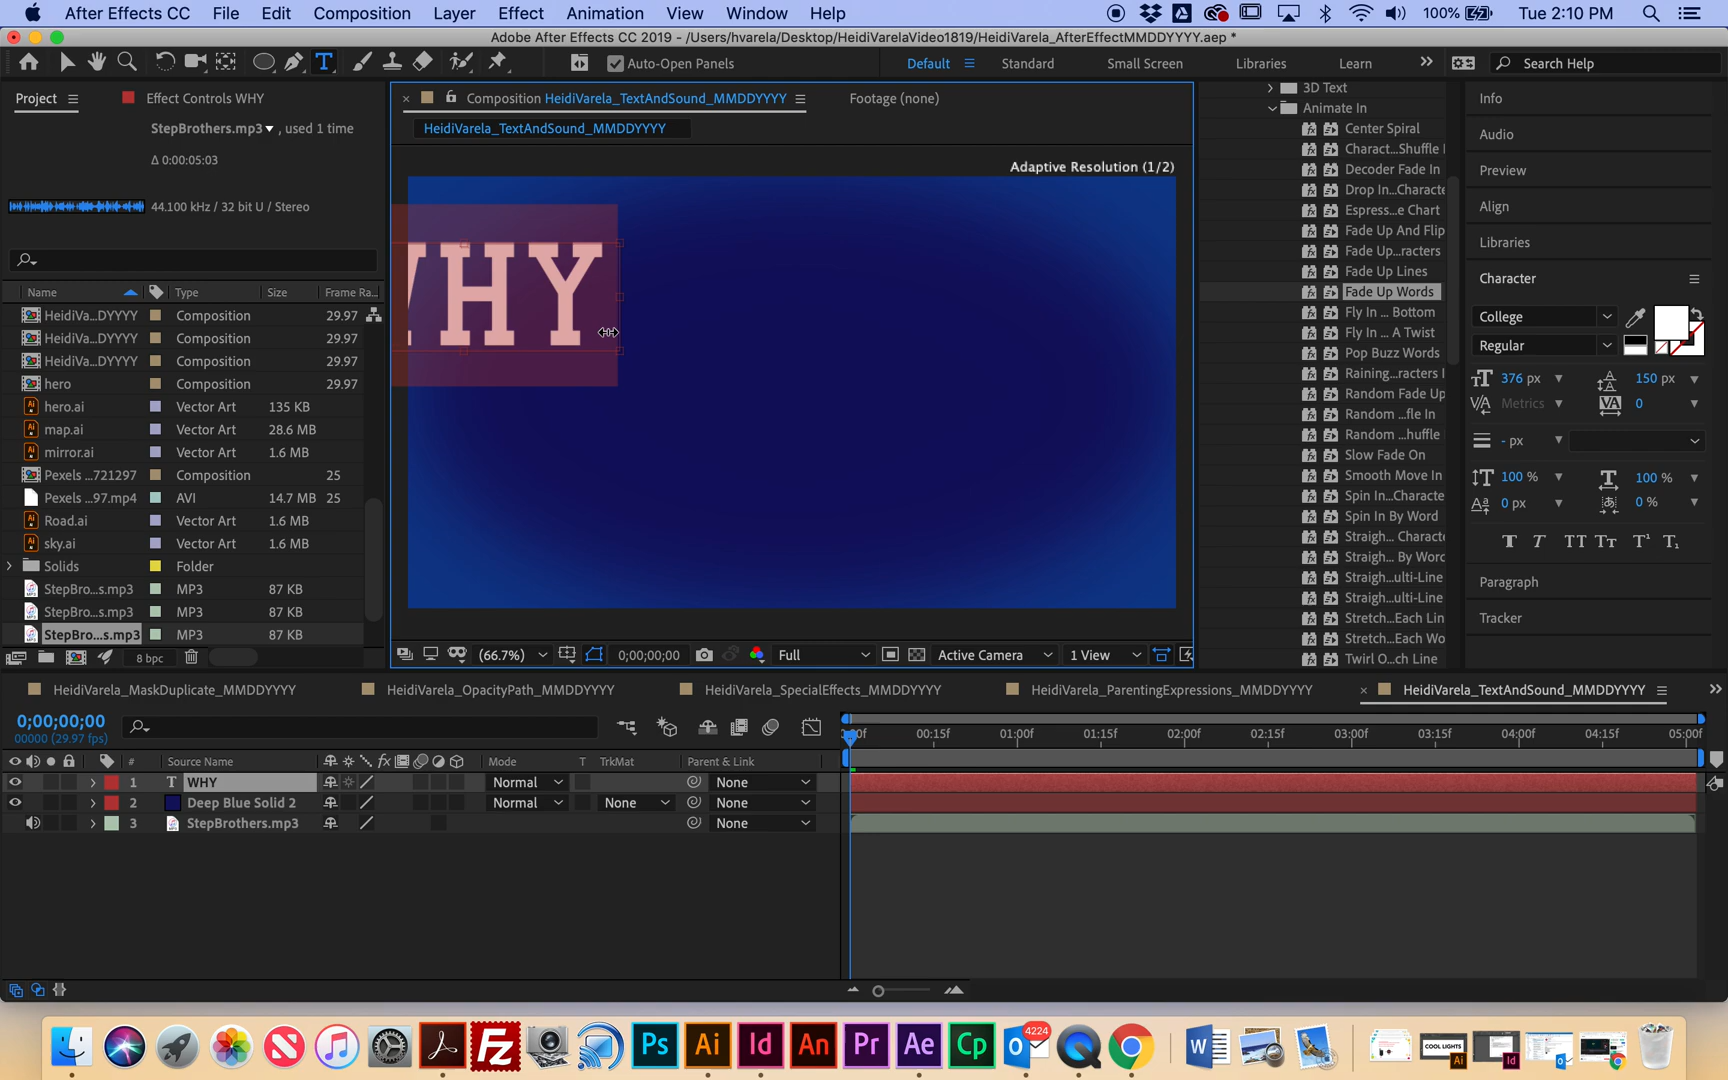 After Effects CC File Edit Composition Layer Effect Animation View Window Help 100% Tue 2:10 PM
Adobe After Effects CC 2019 - /Users/hvarela/Desktop/HeidiVarelaVideo1819/HeidiVarela_AfterEffectMMDDYYYY.aep *
Auto-Open Panels Default Standard Small Screen Libraries Learn Search Help
Project Effect Controls WHY
StepBrothers.mp3 , used 1 time
Δ 0:00:05:03
44.100 kHz / 32 bit U / Stereo
Name Type Size Frame Ra...
HeidiVa...DYYYY Composition 29.97
HeidiVa...DYYYY Composition 29.97
HeidiVa...DYYYY Composition 29.97
hero Composition 29.97
hero.ai Vector Art 135 KB
map.ai Vector Art 28.6 MB
mirror.ai Vector Art 1.6 MB
Pexels ...721297 Composition 25
Pexels ...97.mp4 AVI 14.7 MB 25
Road.ai Vector Art 1.6 MB
sky.ai Vector Art 1.6 MB
Solids Folder
StepBro...s.mp3 MP3 87 KB
StepBro...s.mp3 MP3 87 KB
StepBro...s.mp3 MP3 87 KB
8 bpc
Composition HeidiVarela_TextAndSound_MMDDYYYY Footage (none)
HeidiVarela_TextAndSound_MMDDYYYY
Adaptive Resolution (1/2)
WHY
(66.7%) 0;00;00;00 Full Active Camera 1 View
3D Text
Animate In
Center Spiral
Charact...Shuffle I
Decoder Fade In
Drop In...Characte
Espress...e Chart
Fade Up And Flip
Fade Up...racters
Fade Up Lines
Fade Up Words
Fly In ... Bottom
Fly In ... A Twist
Pop Buzz Words
Raining...racters I
Random Fade Up
Random ...fle In
Random ...huffle
Slow Fade On
Smooth Move In
Spin In...Characte
Spin In By Word
Straigh... Charac
Straigh... By Word
Straigh...ulti-Line
Straigh...ulti-Line
Stretch...Each Lin
Stretch...Each Wo
Twirl O...ch Line
Info
Audio
Preview
Align
Libraries
Character
College
Regular
376 px 150 px
Metrics 0
- px
100 % 100 %
0 px 0 %
T T TT Tт T¹ T₁
Paragraph
Tracker
HeidiVarela_MaskDuplicate_MMDDYYYY HeidiVarela_OpacityPath_MMDDYYYY HeidiVarela_SpecialEffects_MMDDYYYY HeidiVarela_ParentingExpressions_MMDDYYYY HeidiVarela_TextAndSound_MMDDYYYY
0;00;00;00
00000 (29.97 fps)
00:15f 01:00f 01:15f 02:00f 02:15f 03:00f 03:15f 04:00f 04:15f 05:00f
# Source Name Mode T TrkMat Parent & Link
1 T WHY Normal None
2 Deep Blue Solid 2 Normal None None
3 StepBrothers.mp3 None
4224
Fz Ps Ai Id An Pr Ae Cp W
COOL LIGHTS